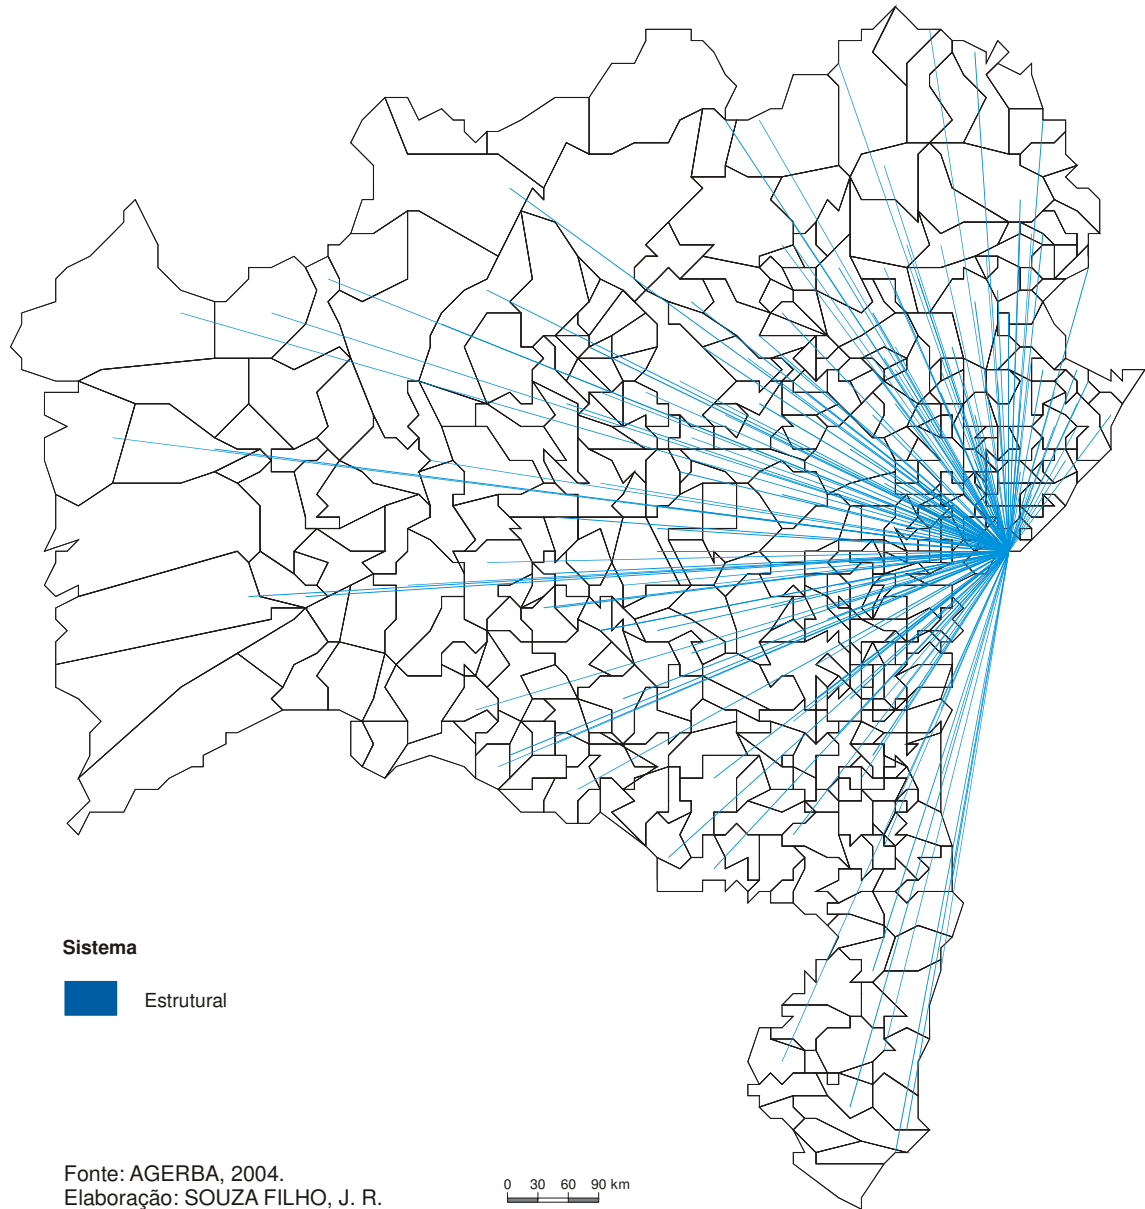 Sistema
Estrutural
Fonte: AGERBA, 2004.
Elaboração: SOUZA FILHO, J. R.
0 30 60 90 km